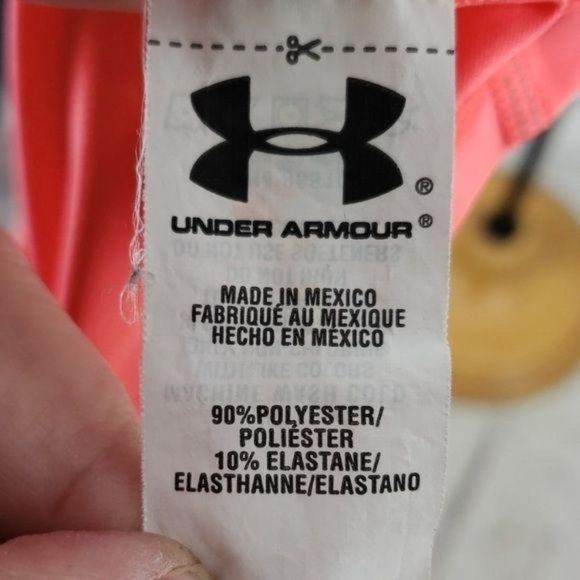 ®
UNDER ARMOUR®
MADE IN MEXICO
FABRIQUÉ AU MEXIQUE
HECHO EN MÉXICO
90%POLYESTER/
POLIÉSTER
10% ELASTANE/
ELASTHANNE/ELASTANO